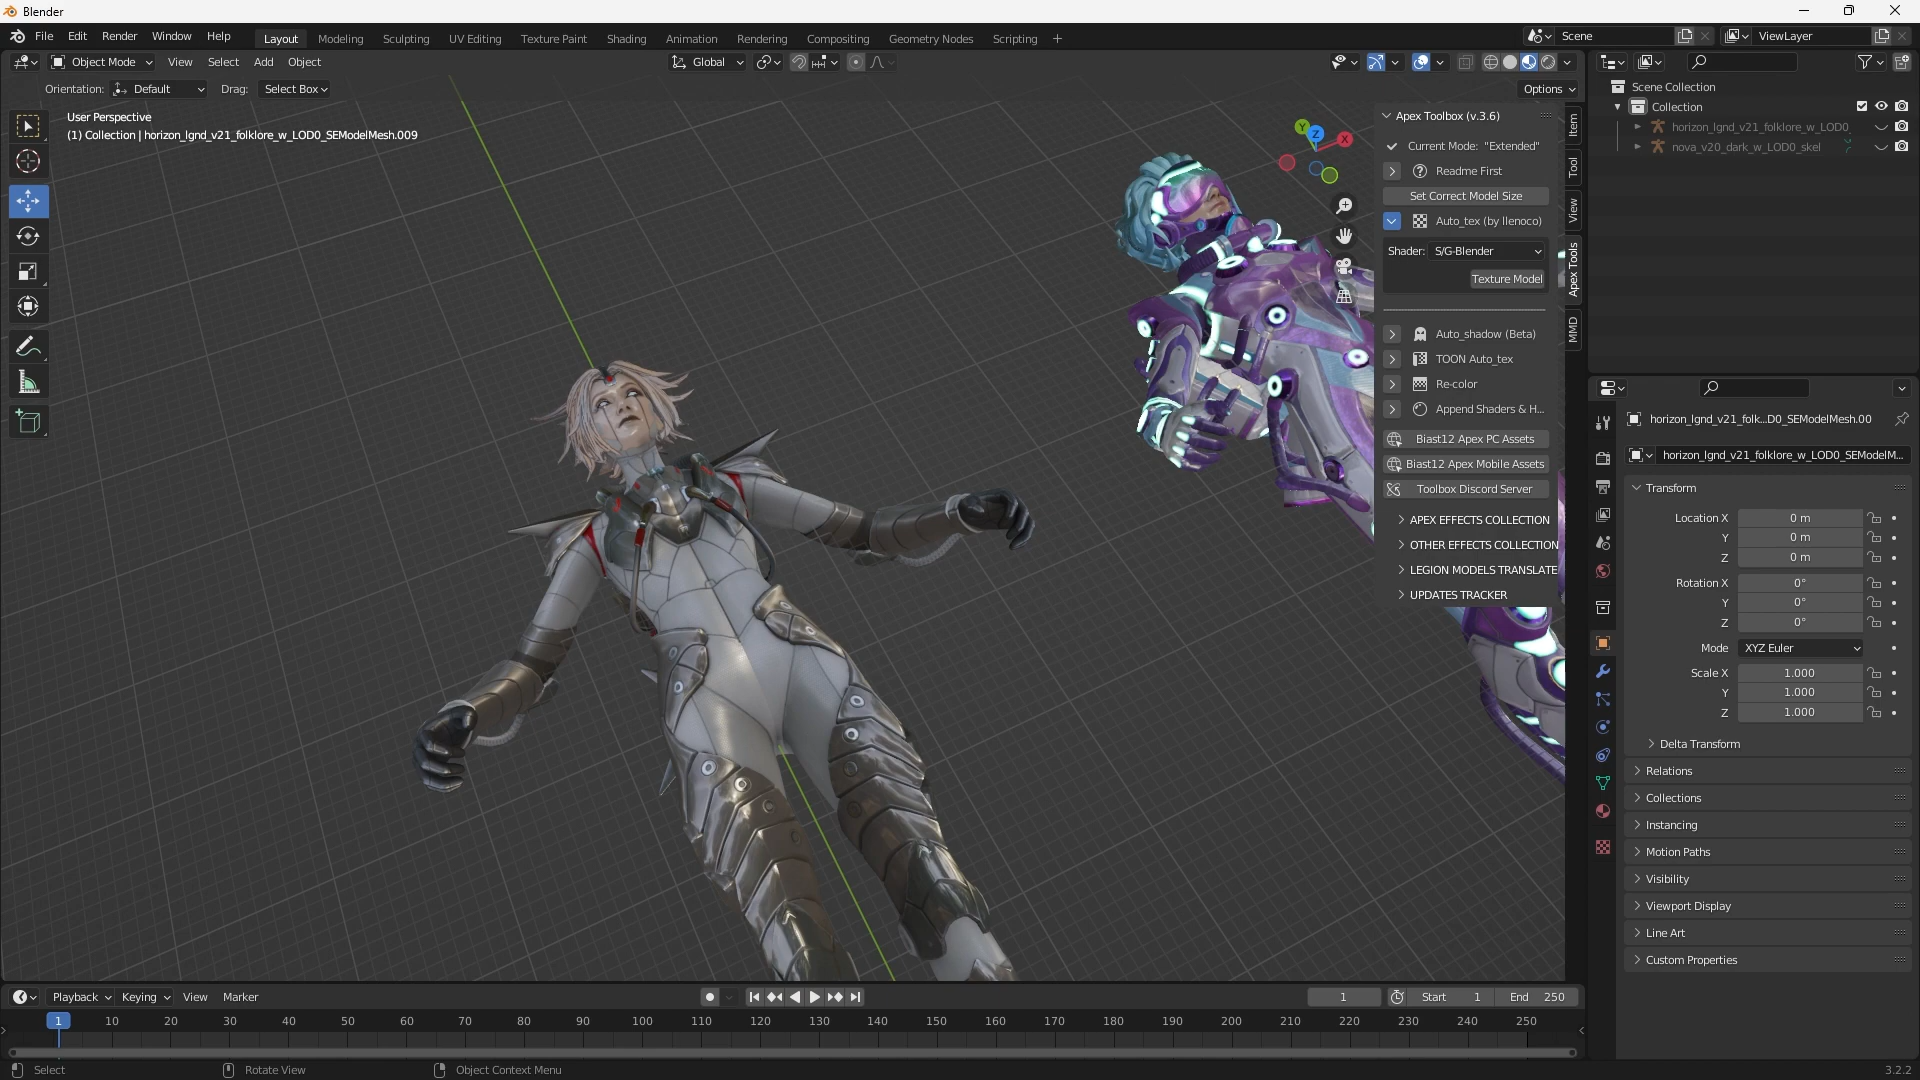 Blender
File Edit Render Window Help Layout Modeling Sculpting UV Editing Texture Paint Shading Animation Rendering Compositing Geometry Nodes Scripting + Scene ViewLayer
Object Mode View Select Add Object Global
Orientation: Default Drag: Select Box Options
User Perspective
(1) Collection | horizon_lgnd_v21_folklore_w_LOD0_SEModelMesh.009
Y
Z
X
Apex Toolbox (v.3.6)
Current Mode: "Extended"
Readme First
Set Correct Model Size
Auto_tex (by llenoco)
Shader: S/G-Blender
Texture Model
Auto_shadow (Beta)
TOON Auto_tex
Re-color
Append Shaders & H...
Biast12 Apex PC Assets
Biast12 Apex Mobile Assets
Toolbox Discord Server
APEX EFFECTS COLLECTION
OTHER EFFECTS COLLECTION
LEGION MODELS TRANSLATE
UPDATES TRACKER
Item
Tool
View
Apex Tools
MMD
Scene Collection
Collection
horizon_lgnd_v21_folklore_w_LOD0_
nova_v20_dark_w_LOD0_skel
horizon_lgnd_v21_folk...D0_SEModelMesh.00
horizon_lgnd_v21_folklore_w_LOD0_SEModelM...
Transform
Location X 0 m
Y 0 m
Z 0 m
Rotation X 0°
Y 0°
Z 0°
Mode XYZ Euler
Scale X 1.000
Y 1.000
Z 1.000
Delta Transform
Relations
Collections
Instancing
Motion Paths
Visibility
Viewport Display
Line Art
Custom Properties
Playback Keying View Marker 1 Start 1 End 250
1 10 20 30 40 50 60 70 80 90 100 110 120 130 140 150 160 170 180 190 200 210 220 230 240 250
Select Rotate View Object Context Menu 3.2.2